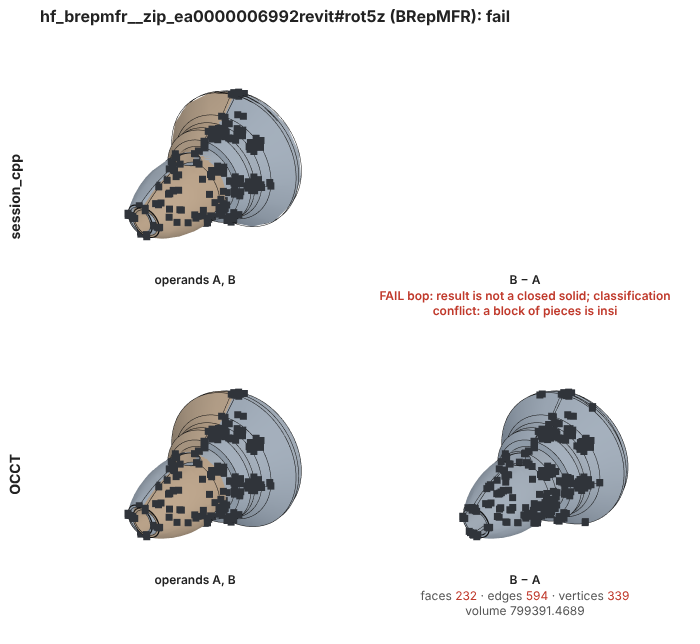 hf_brepmfr__zip_ea0000006992revit#rot5z (BRepMFR): fail
session_cpp
operands A, B
B − A
FAIL bop: result is not a closed solid; classification
conflict: a block of pieces is insi
OCCT
operands A, B
B − A
faces 232 · edges 594 · vertices 339
volume 799391.4689